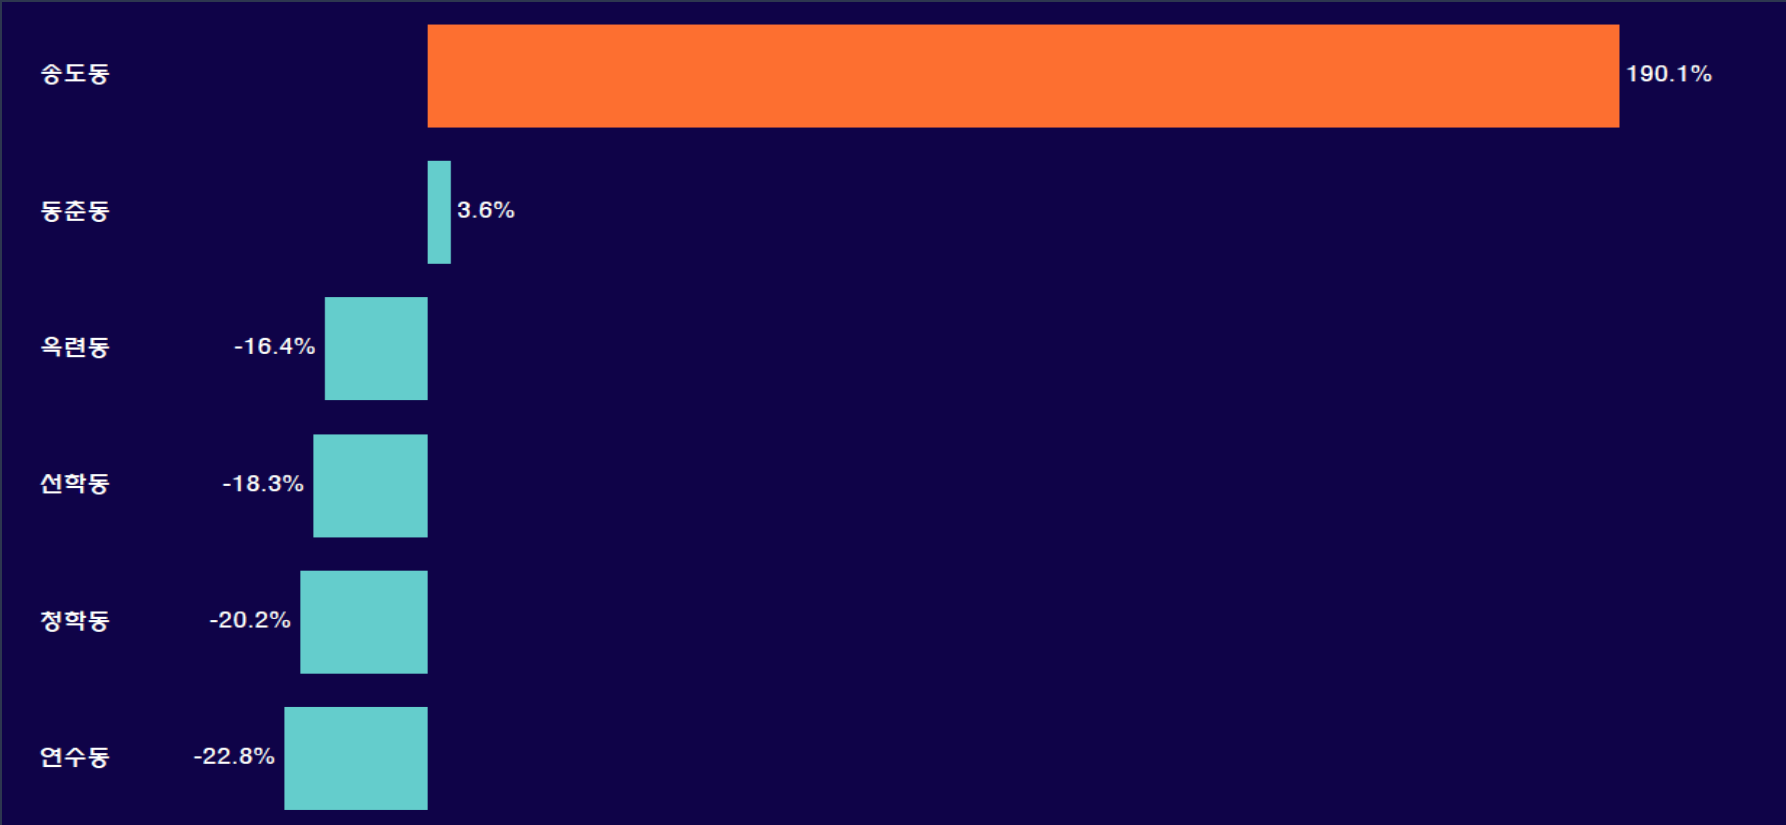 송도동 190.1%
동춘동 3.6%
옥련동 -16.4%
선학동 -18.3%
청학동 -20.2%
연수동 -22.8%